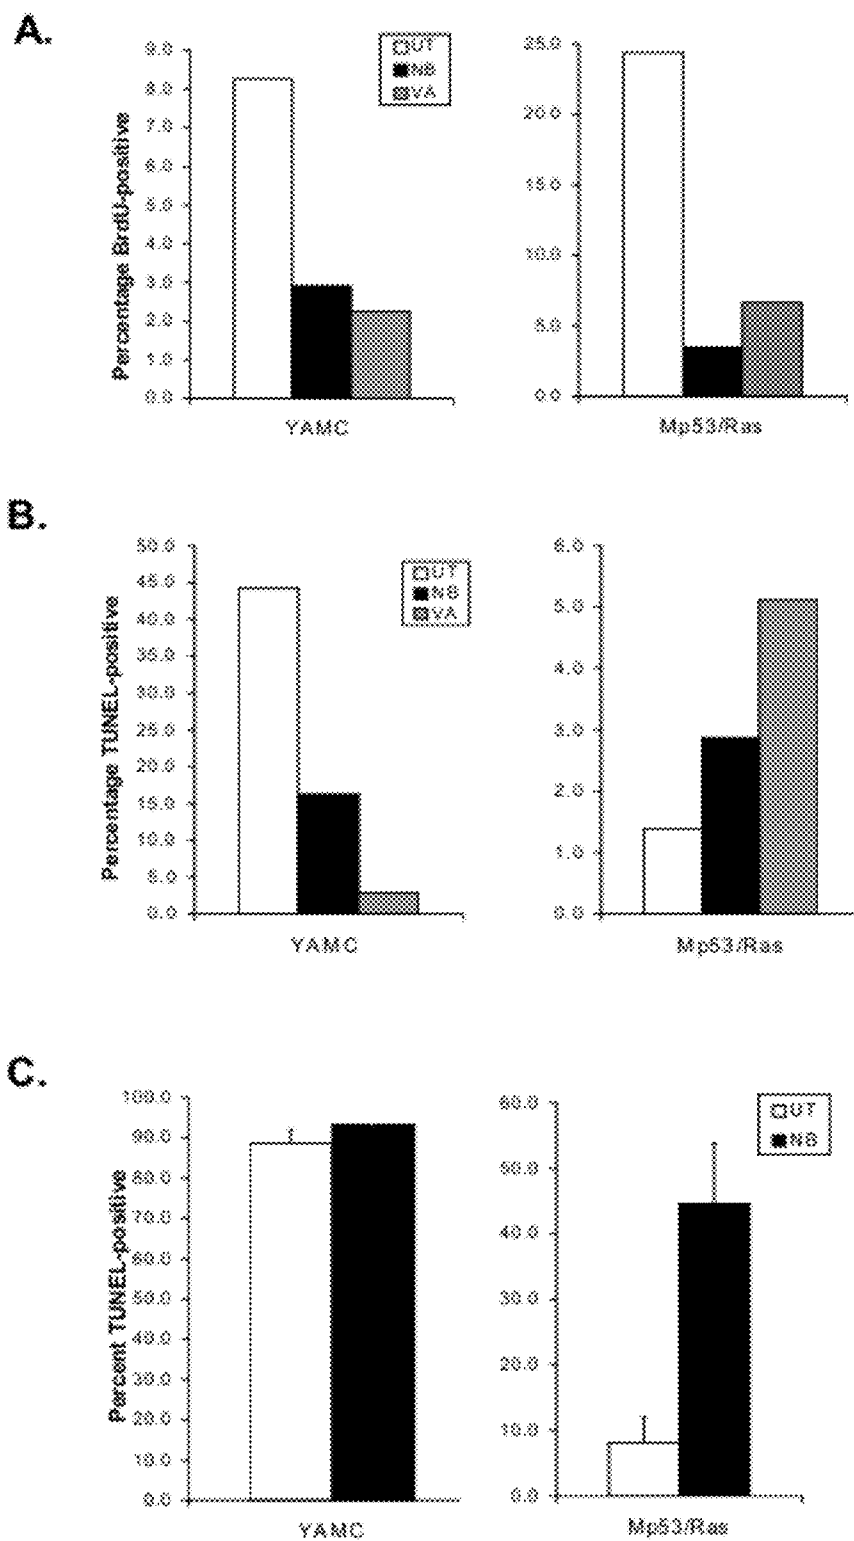 A.
Percentage BrdU-positive
9.0
8.0
7.0
6.0
5.0
4.0
3.0
2.0
1.0
0.0
YAMC
UT
NB
VA
25.0
20.0
15.0
10.0
5.0
0.0
Mp53/Ras
B.
Percentage TUNEL-positive
50.0
45.0
40.0
35.0
30.0
25.0
20.0
15.0
10.0
5.0
0.0
YAMC
UT
NB
VA
6.0
5.0
4.0
3.0
2.0
1.0
0.0
Mp53/Ras
C.
Percent TUNEL-positive
100.0
90.0
80.0
70.0
60.0
50.0
40.0
30.0
20.0
10.0
0.0
YAMC
60.0
50.0
40.0
30.0
20.0
10.0
0.0
Mp53/Ras
UT
NB